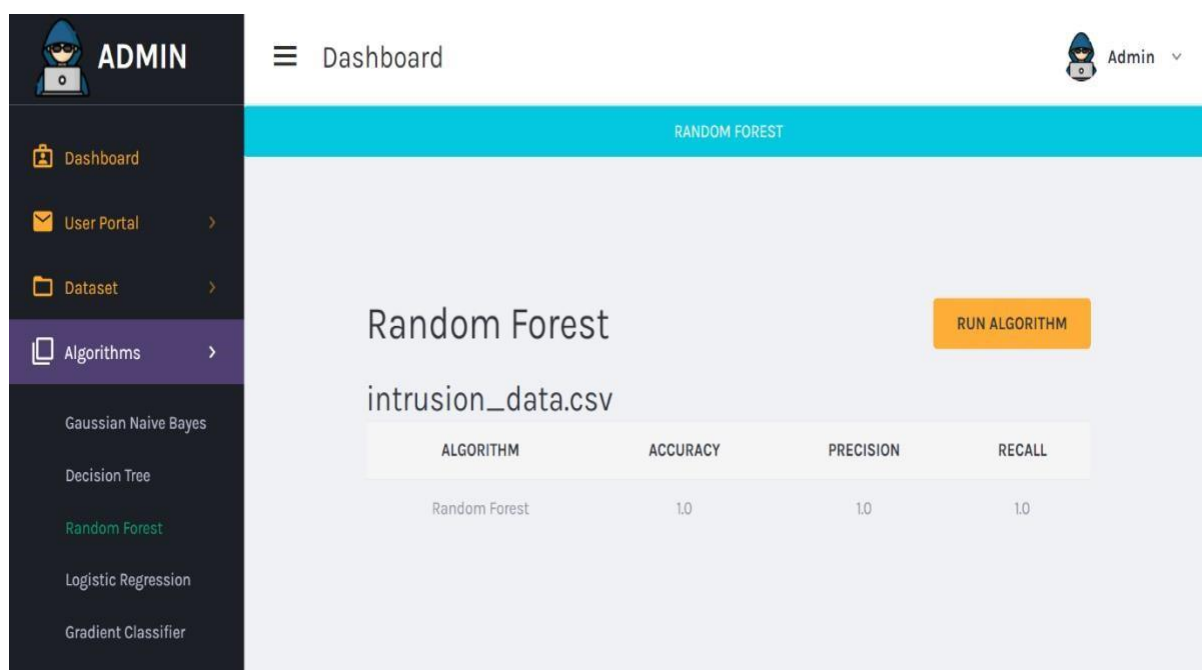 ADMIN
Dashboard
Admin
RANDOM FOREST
Dashboard
User Portal
Dataset
Algorithms
Gaussian Naive Bayes
Decision Tree
Random Forest
Logistic Regression
Gradient Classifier
Random Forest
RUN ALGORITHM
intrusion_data.csv
ALGORITHM ACCURACY PRECISION RECALL
Random Forest 1.0 1.0 1.0